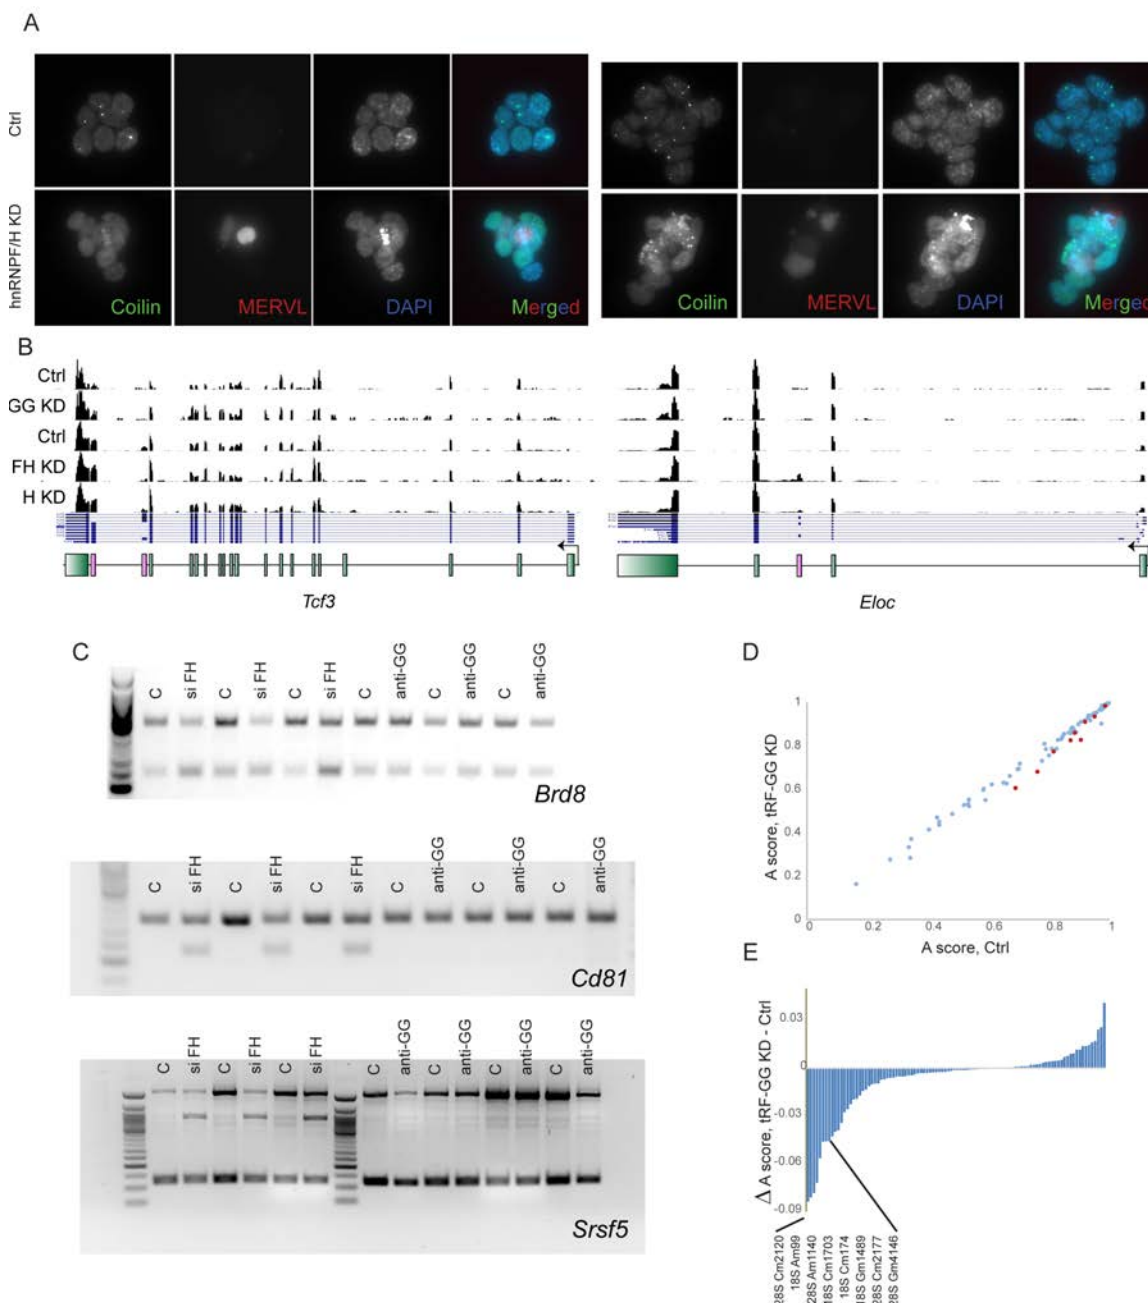 A
Ctrl
hnRNPF/H KD
Coilin MERVL DAPI Merged
Coilin MERVL DAPI Merged
B
Ctrl
GG KD
Ctrl
FH KD
H KD
Tcf3 Eloc
C
C si FH C si FH C si FH C anti-GG C anti-GG C anti-GG
Brd8
C si FH C si FH C si FH C anti-GG C anti-GG C anti-GG
Cd81
C si FH C si FH C si FH C anti-GG C anti-GG C anti-GG C anti-GG
Srsf5
D
A score, tRF-GG KD
1
0.8
0.6
0.4
0.2
0
0 0.2 0.4 0.6 0.8 1
A score, Ctrl
E
Δ A score, tRF-GG KD - Ctrl
0.03
0
-0.03
-0.06
-0.09
28S Cm2120
18S Am99
28S Am1140
18S Cm1703
18S Cm174
18S Gm1489
28S Cm2177
28S Gm4146